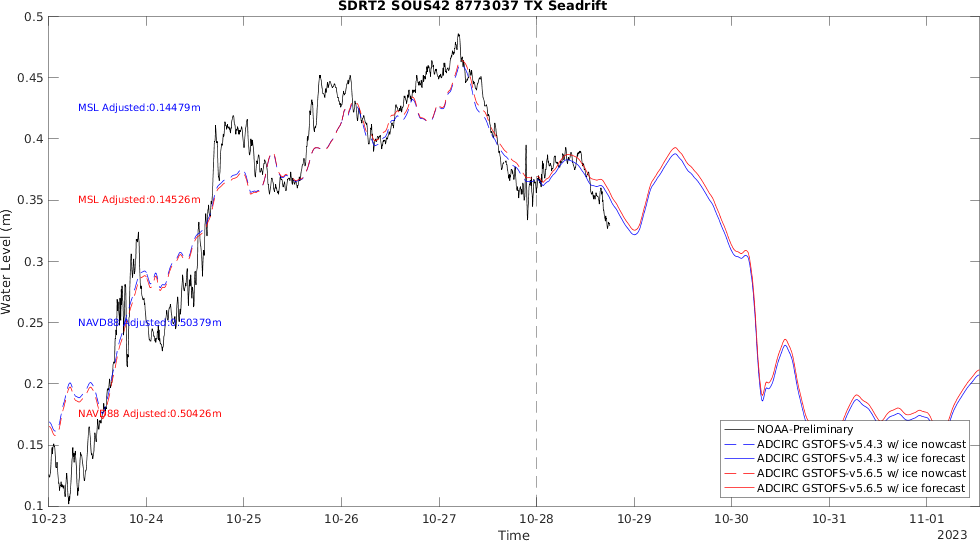 SDRT2 SOUS42 8773037 TX Seadrift
0.5
0.45
MSL Adjusted:0.14479m
0.4
0.35
MSL Adjusted:0.14526m
Water Level (m)
0.3
0.25
NAVD88 Adjusted:0.50379m
0.2
NAVD88 Adjusted:0.50426m
0.15
0.1
NOAA-Preliminary
ADCIRC GSTOFS-v5.4.3 w/ ice nowcast
ADCIRC GSTOFS-v5.4.3 w/ ice forecast
ADCIRC GSTOFS-v5.6.5 w/ ice nowcast
ADCIRC GSTOFS-v5.6.5 w/ ice forecast
10-23 10-24 10-25 10-26 10-27 10-28 10-29 10-30 10-31 11-01
Time
2023